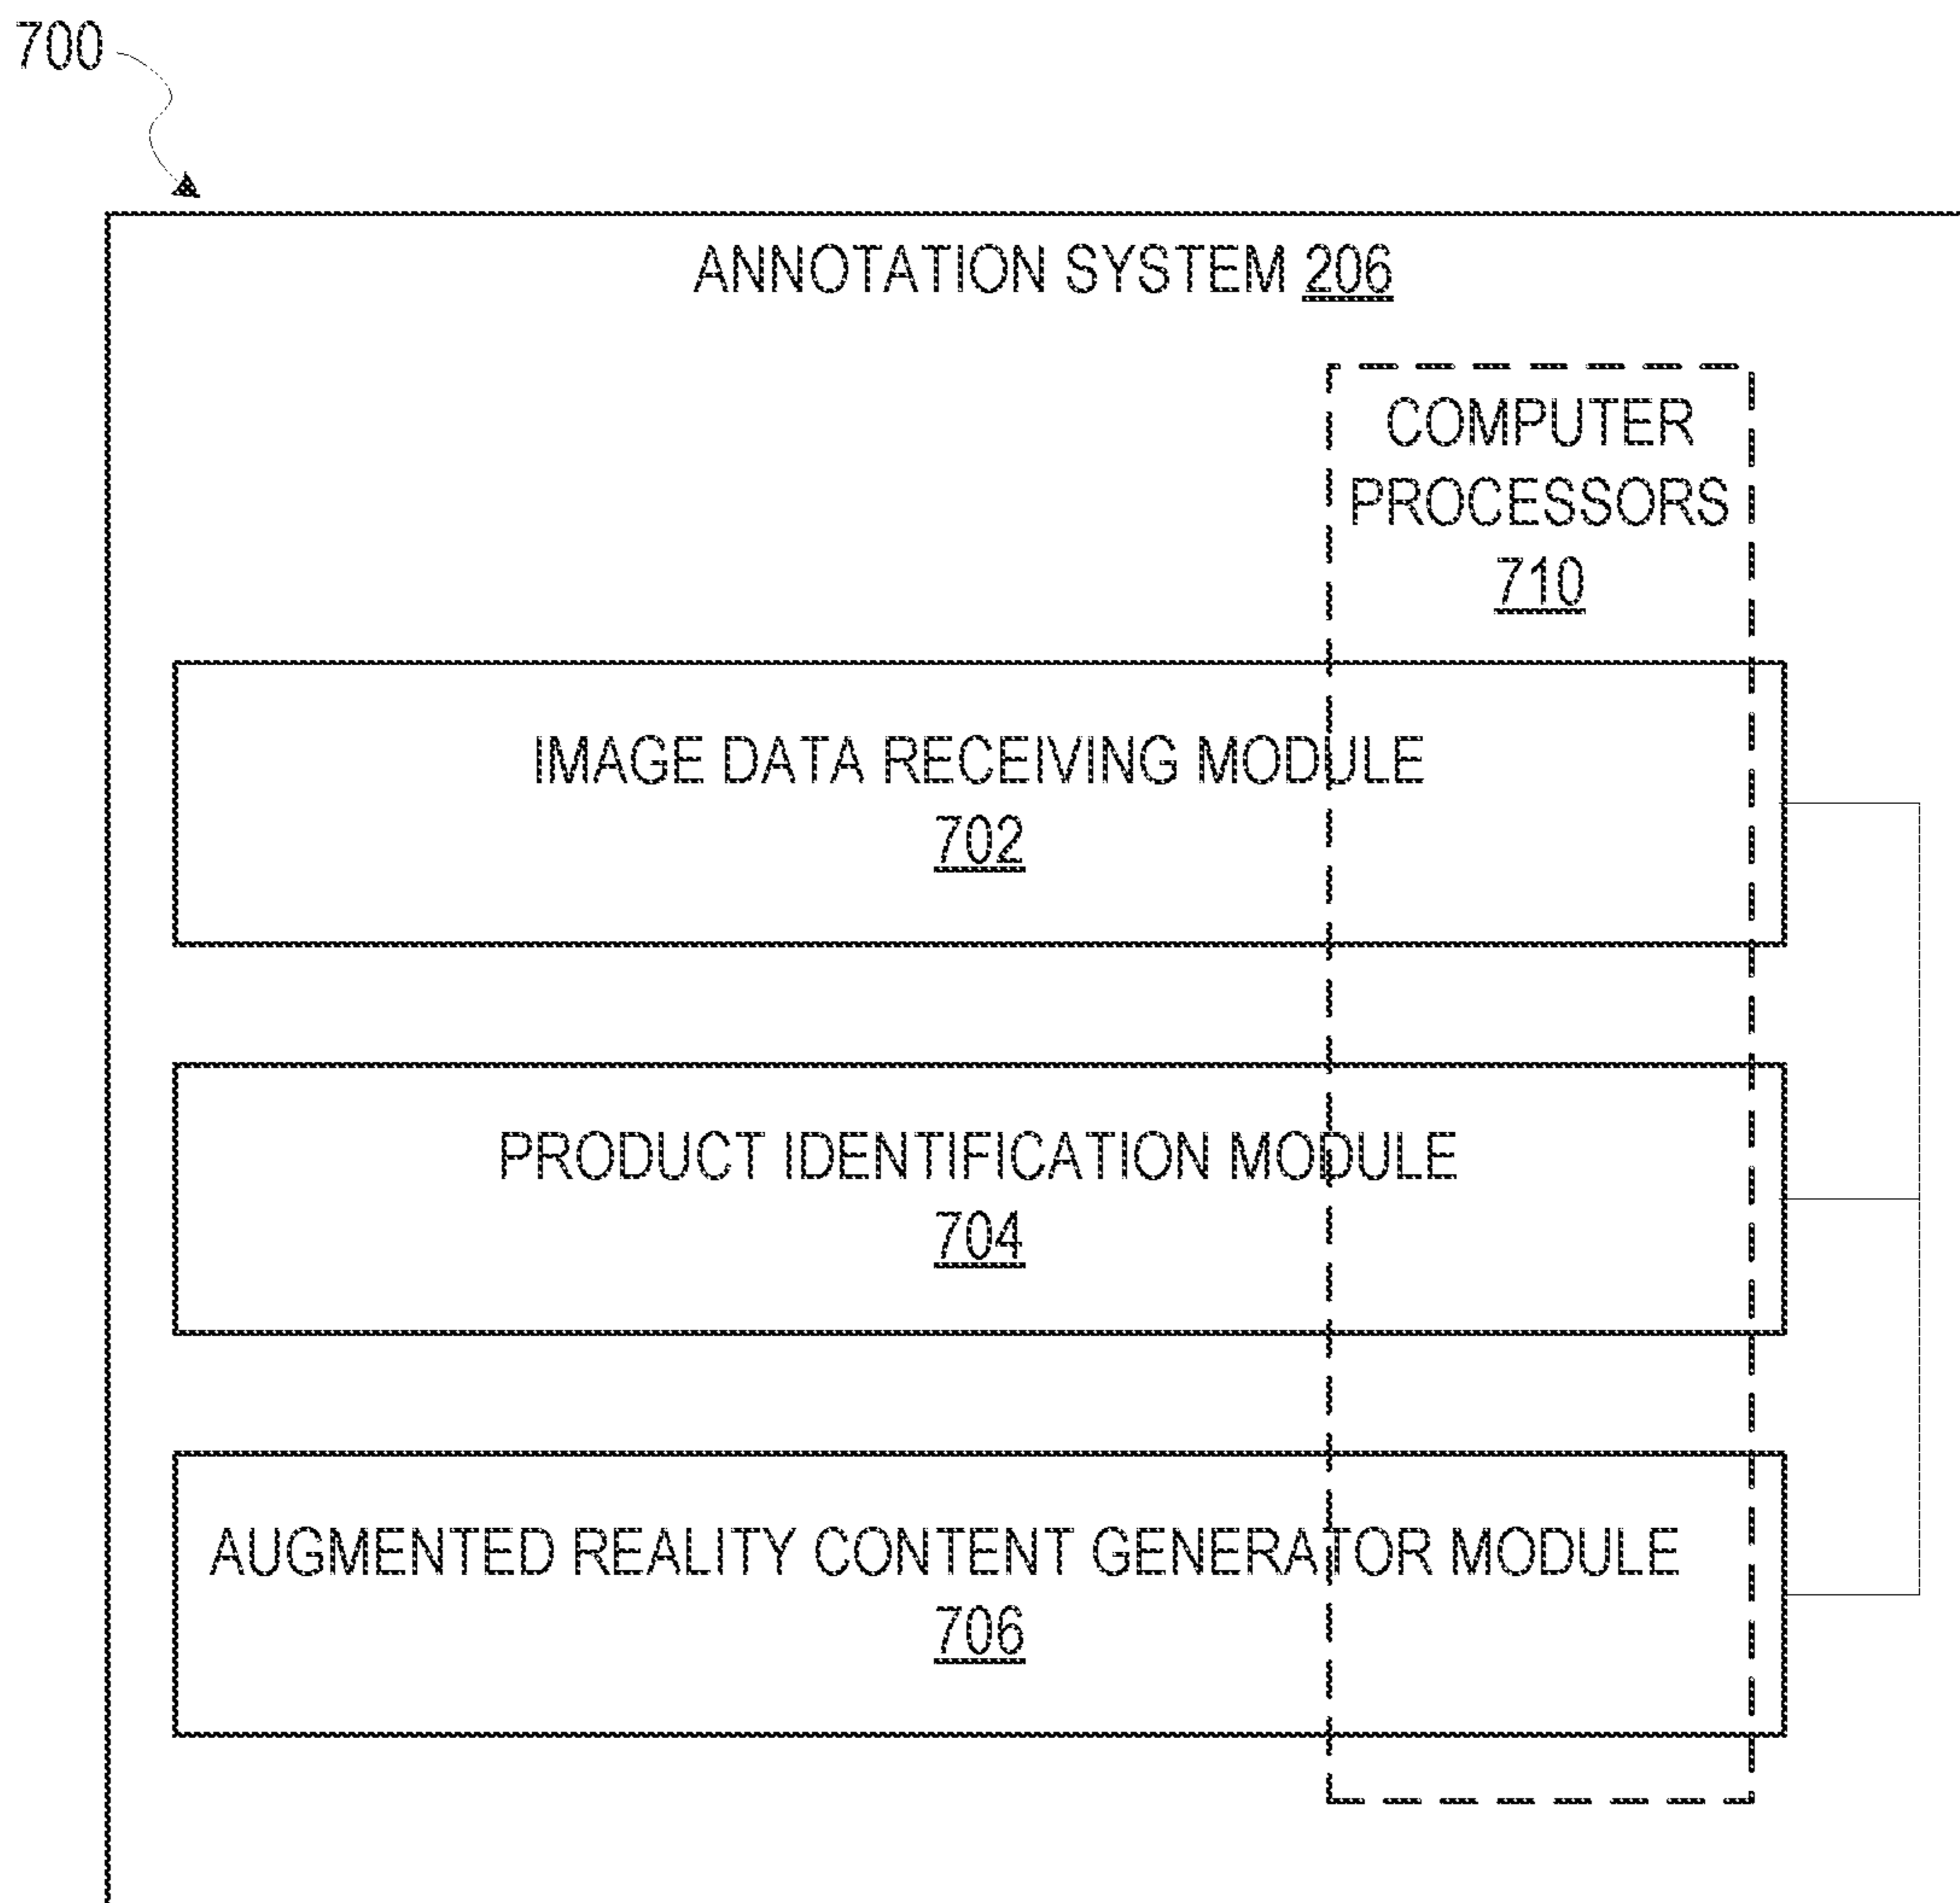 700
ANNOTATION SYSTEM 206
COMPUTER
PROCESSORS
710
IMAGE DATA RECEIVING MODULE
702
PRODUCT IDENTIFICATION MODULE
704
AUGMENTED REALITY CONTENT GENERATOR MODULE
706